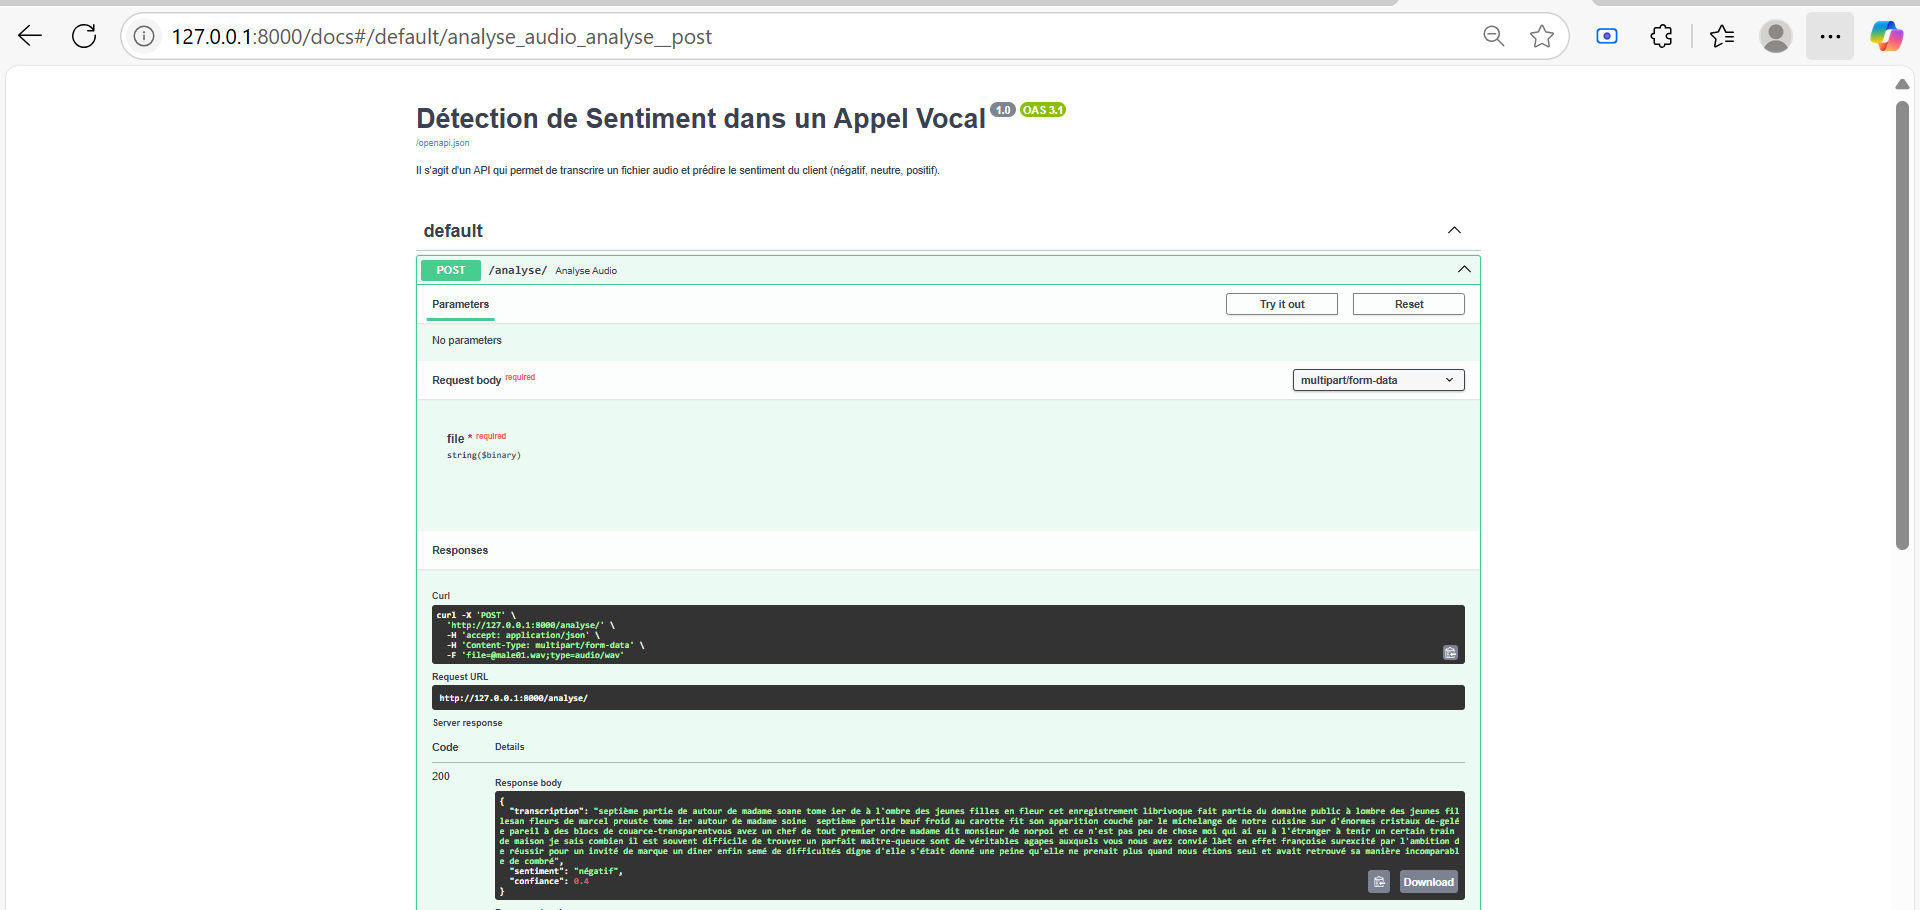 127.0.0.1:8000/docs#/default/analyse_audio_analyse__post
Détection de Sentiment dans un Appel Vocal 1.0 OAS 3.1
/openapi.json
Il s'agit d'un API qui permet de transcrire un fichier audio et prédire le sentiment du client (négatif, neutre, positif).
default
POST /analyse/ Analyse Audio
Parameters
Try it out
Reset
No parameters
Request body required
multipart/form-data
file * required
string($binary)
Responses
Curl
curl -X 'POST' \
'http://127.0.0.1:8000/analyse/' \
-H 'accept: application/json' \
-H 'Content-Type: multipart/form-data' \
-F 'file=@male01.wav;type=audio/wav'
Request URL
http://127.0.0.1:8000/analyse/
Server response
Code Details
200
Response body
{
"transcription": "septième partie de autour de madame soane tome ier de à l'ombre des jeunes filles en fleur cet enregistrement librivoque fait partie du domaine public à lombre des jeunes fil
lesan fleurs de marcel prouste tome ier autour de madame soine  septième partile bœuf froid au carotte fit son apparition couché par le michelange de notre cuisine sur d'énormes cristaux de-gelé
e pareil à des blocs de couarce-transparentvous avez un chef de tout premier ordre madame dit monsieur de norpoi et ce n'est pas peu de chose moi qui ai eu à l'étranger à tenir un certain train
de maison je sais combien il est souvent difficile de trouver un parfait maître-queuce sont de véritables agapes auxquels vous nous avez convié làet en effet françoise surexcité par l'ambition d
e réussir pour un invité de marque un diner enfin semé de difficultés digne d'elle s'était donné une peine qu'elle ne prenait plus quand nous étions seul et avait retrouvé sa manière incomparabl
e de combré",
"sentiment": "négatif",
"confiance": 0.4
}
Download